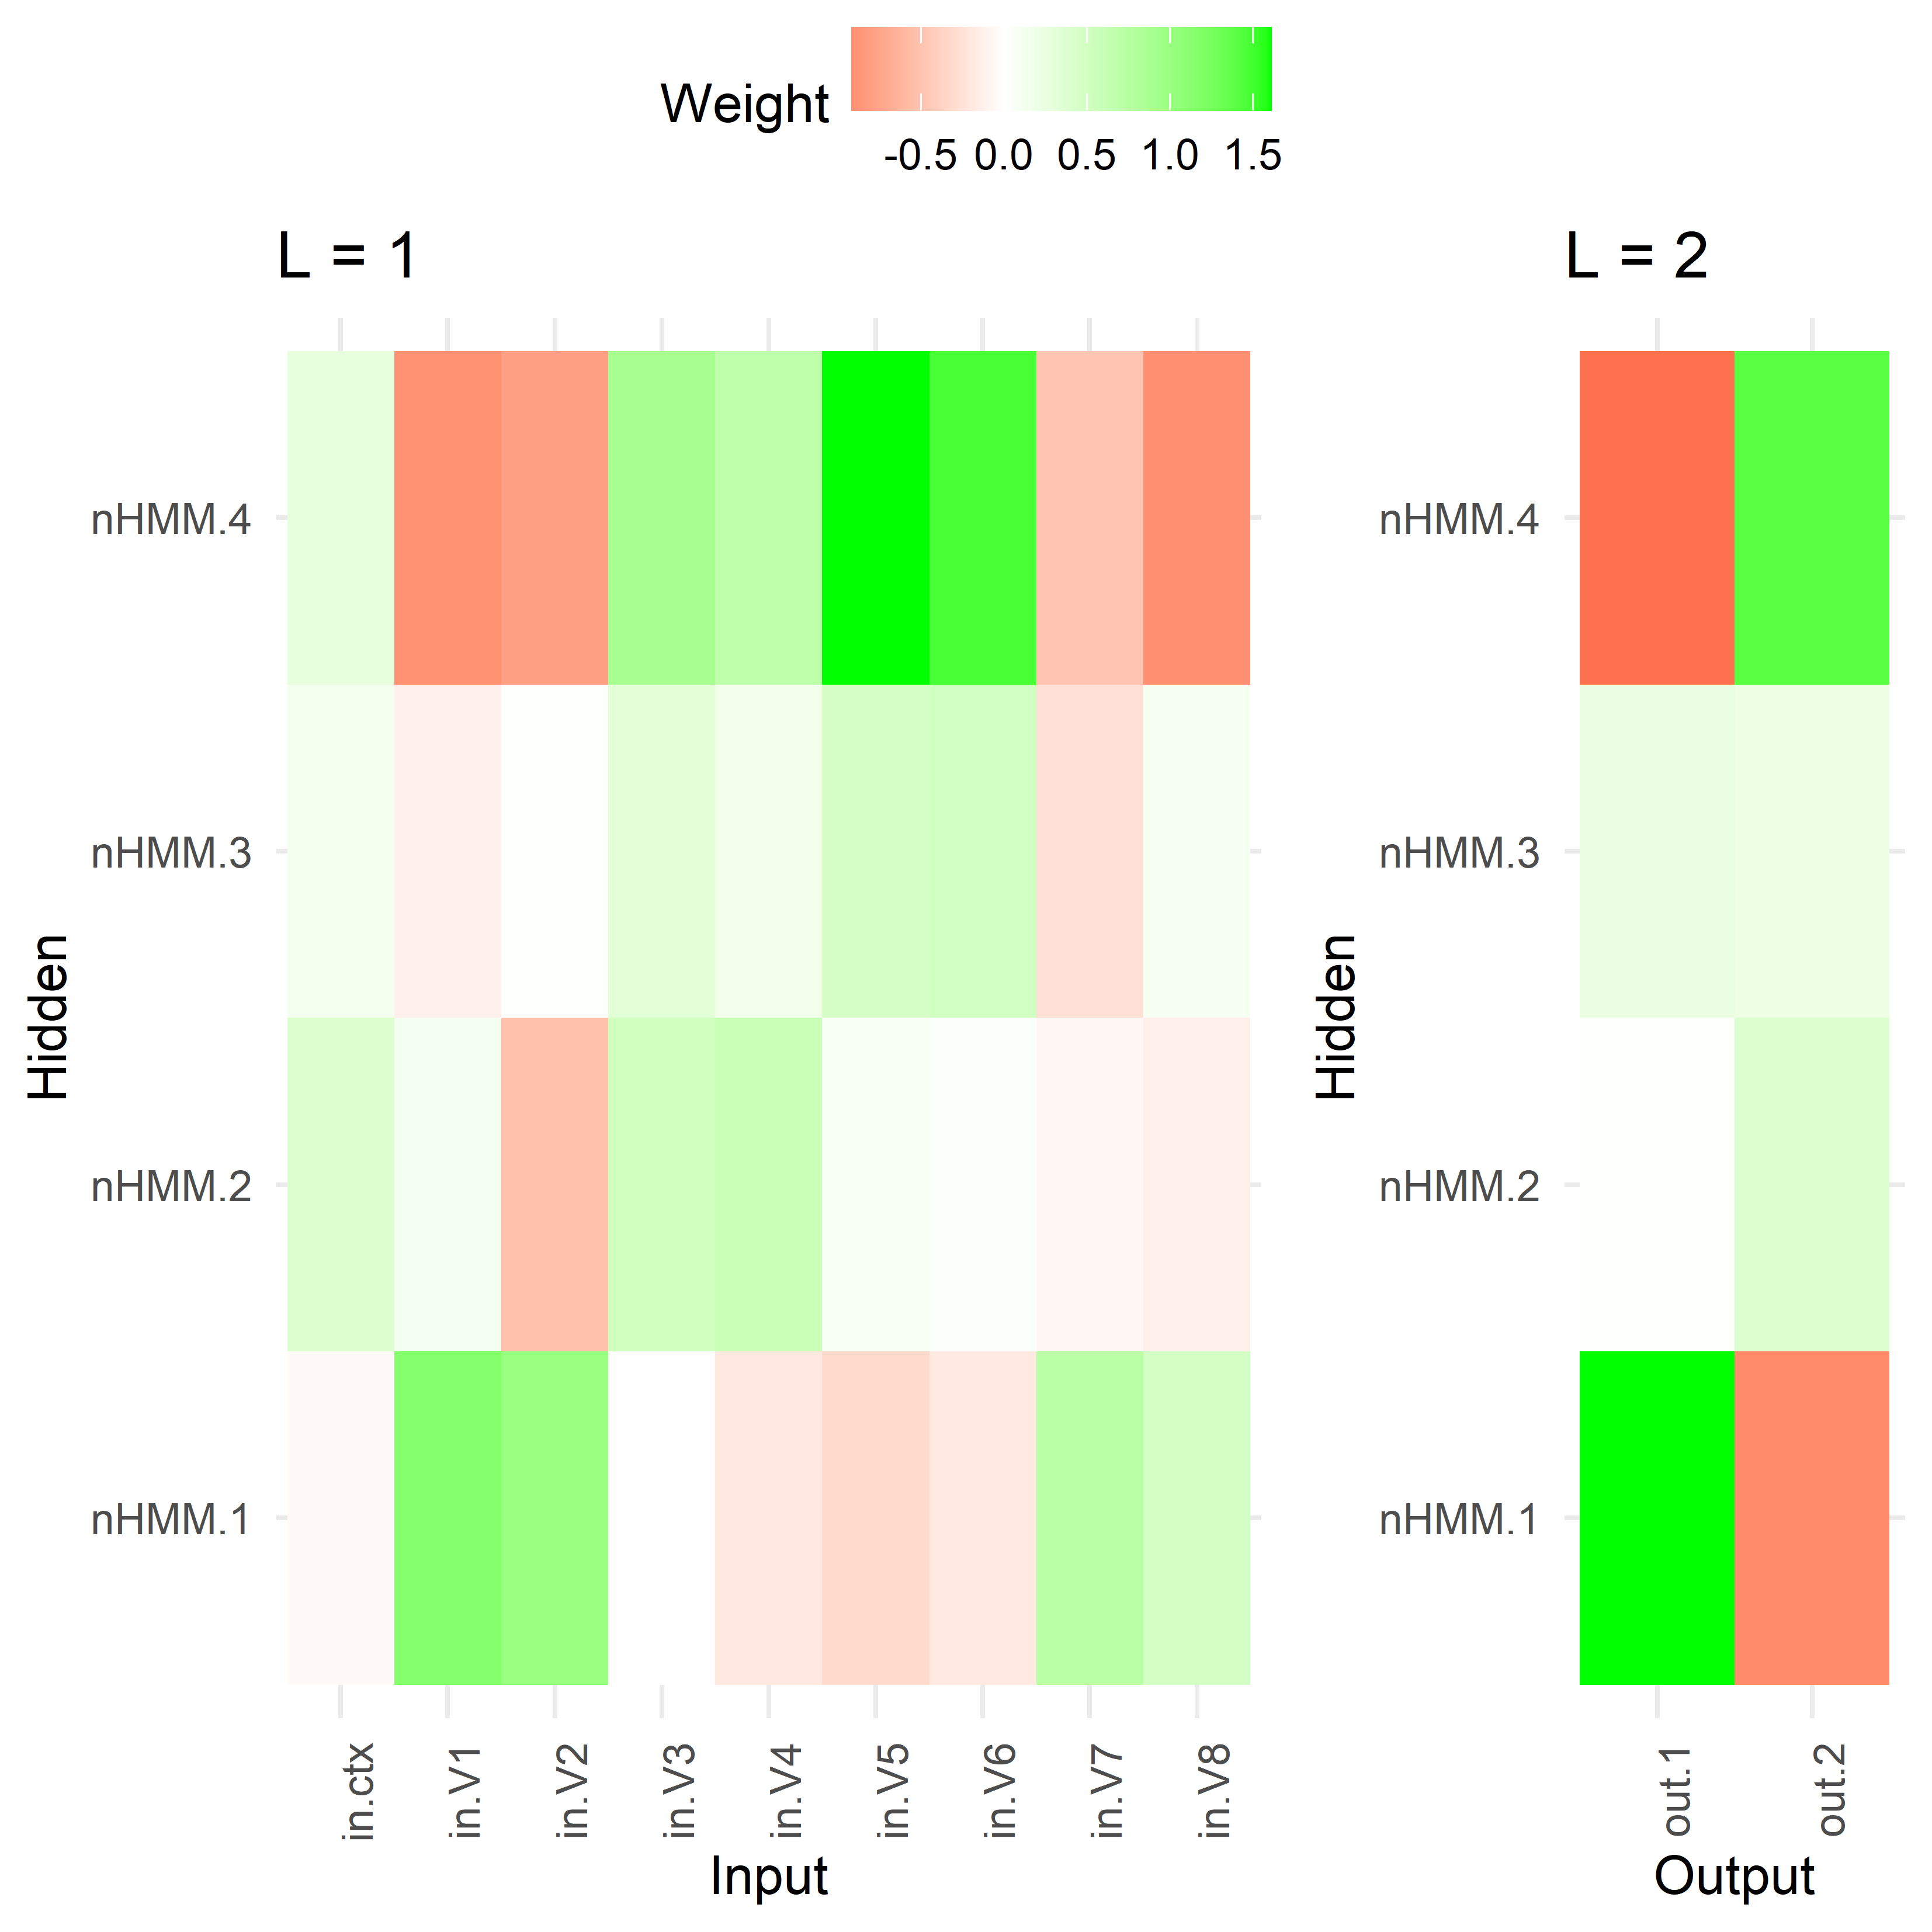 Weight
-0.5 0.0 0.5 1.0 1.5
L = 1
Hidden
nHMM.4
nHMM.3
nHMM.2
nHMM.1
in.ctx in.V1 in.V2 in.V3 in.V4 in.V5 in.V6 in.V7 in.V8
Input
L = 2
Hidden
nHMM.4
nHMM.3
nHMM.2
nHMM.1
out.1 out.2
Output